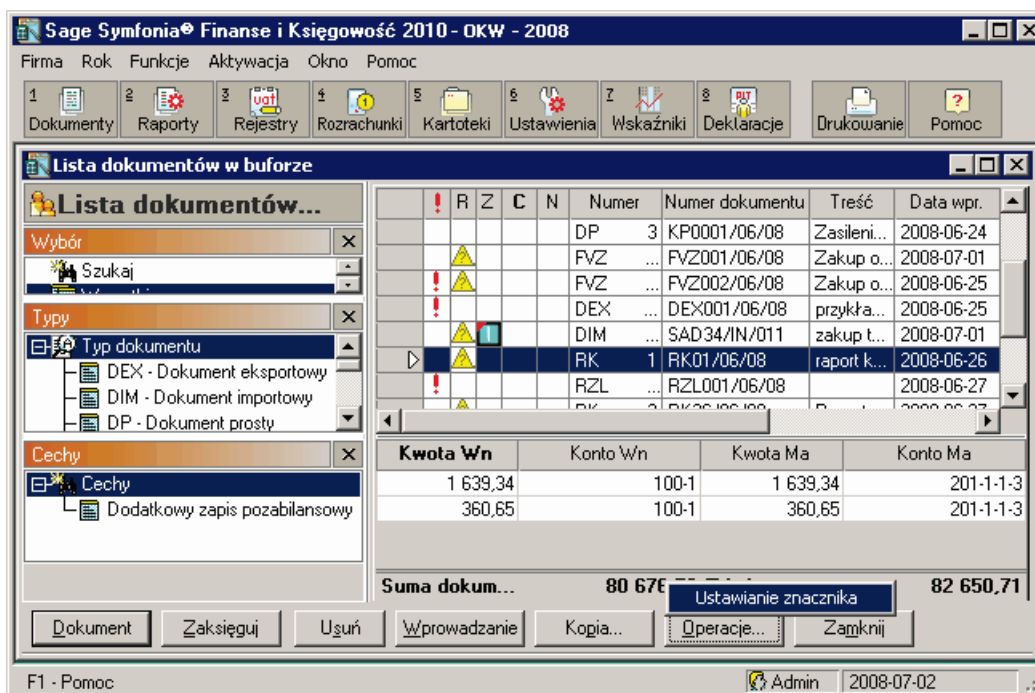 Sage Symfonia® Finanse i Księgowość 2010 - OKW - 2008
Firma Rok Funkcje Aktywacja Okno Pomoc
1 2 3 4 5 6 7 8
Dokumenty Raporty Rejestry Rozrachunki Kartoteki Ustawienia Wskaźniki Deklaracje Drukowanie Pomoc
Lista dokumentów w buforze
Lista dokumentów...
Wybór
Szukaj
Typy
Typ dokumentu
DEX - Dokument eksportowy
DIM - Dokument importowy
DP - Dokument prosty
Cechy
Cechy
Dodatkowy zapis pozabilansowy
! R Z C N Numer Numer dokumentu Treść Data wpr.
DP 3 KP0001/06/08 Zasileni... 2008-06-24
FVZ ... FVZ001/06/08 Zakup o... 2008-07-01
! FVZ ... FVZ002/06/08 Zakup o... 2008-06-25
! DEX ... DEX001/06/08 przykła... 2008-06-25
1 DIM ... SAD34/IN/011 zakup t... 2008-07-01
RK 1 RK01/06/08 raport k... 2008-06-26
! RZL ... RZL001/06/08 2008-06-27
Kwota Wn Konto Wn Kwota Ma Konto Ma
1 639,34 100-1 1 639,34 201-1-1-3
360,65 100-1 360,65 201-1-1-3
Suma dokum... 80 676 82 650,71
Ustawianie znacznika
Dokument Zaksięguj Usuń Wprowadzanie Kopia... Operacje... Zamknij
F1 - Pomoc Admin 2008-07-02